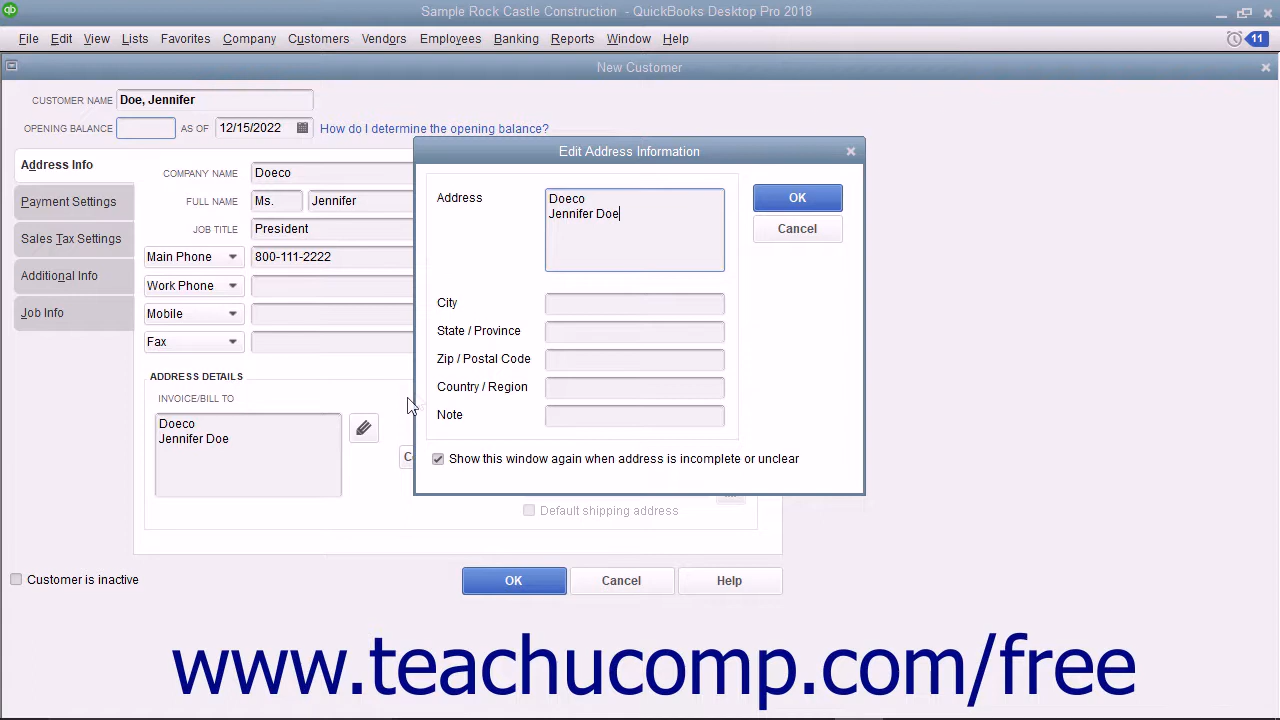 Sample Rock Castle Construction - QuickBooks Desktop Pro 2018
File Edit View Lists Favorites Company Customers Vendors Employees Banking Reports Window Help 11
New Customer
CUSTOMER NAME Doe, Jennifer
OPENING BALANCE AS OF 12/15/2022 How do I determine the opening balance?
Address Info
Payment Settings
Sales Tax Settings
Additional Info
Job Info
COMPANY NAME Doeco
FULL NAME Ms. Jennifer
JOB TITLE President
Main Phone 800-111-2222
Work Phone
Mobile
Fax
ADDRESS DETAILS
INVOICE/BILL TO
Doeco
Jennifer Doe
Edit Address Information
Address Doeco
Jennifer Doe
OK
Cancel
City
State / Province
Zip / Postal Code
Country / Region
Note
Show this window again when address is incomplete or unclear
Default shipping address
Customer is inactive
OK Cancel Help
www.teachucomp.com/free